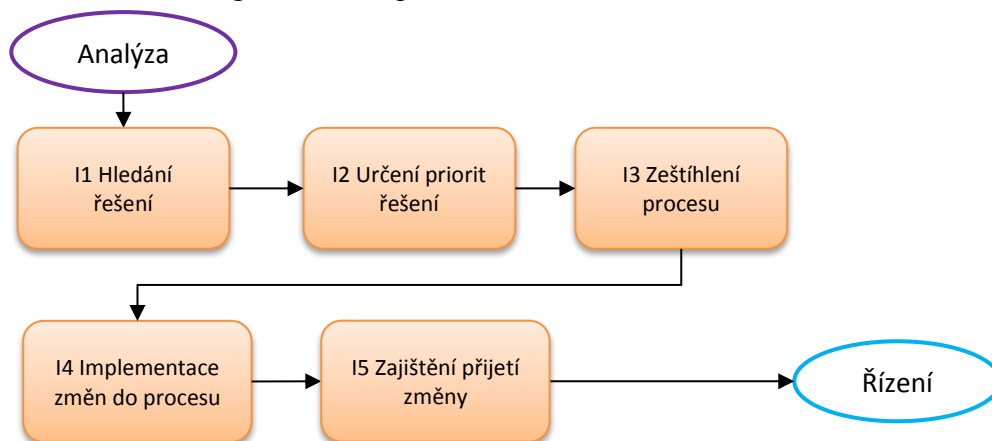 Analýza
I1 Hledání
řešení
I2 Určení priorit
řešení
I3 Zeštíhlení
procesu
I4 Implementace
změn do procesu
I5 Zajištění přijetí
změny
Řízení